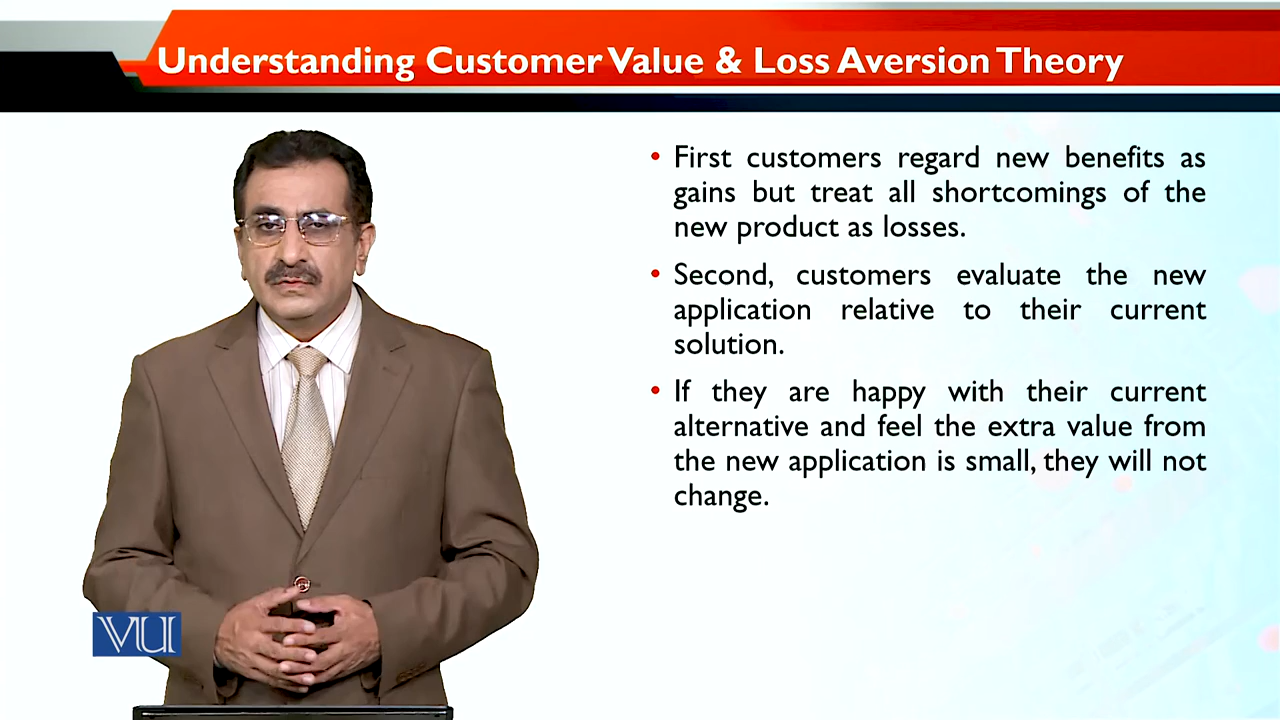 Understanding Customer Value & Loss Aversion Theory
• First customers regard new benefits as
gains but treat all shortcomings of the
new product as losses.
• Second, customers evaluate the new
application relative to their current
solution.
• If they are happy with their current
alternative and feel the extra value from
the new application is small, they will not
change.
VU